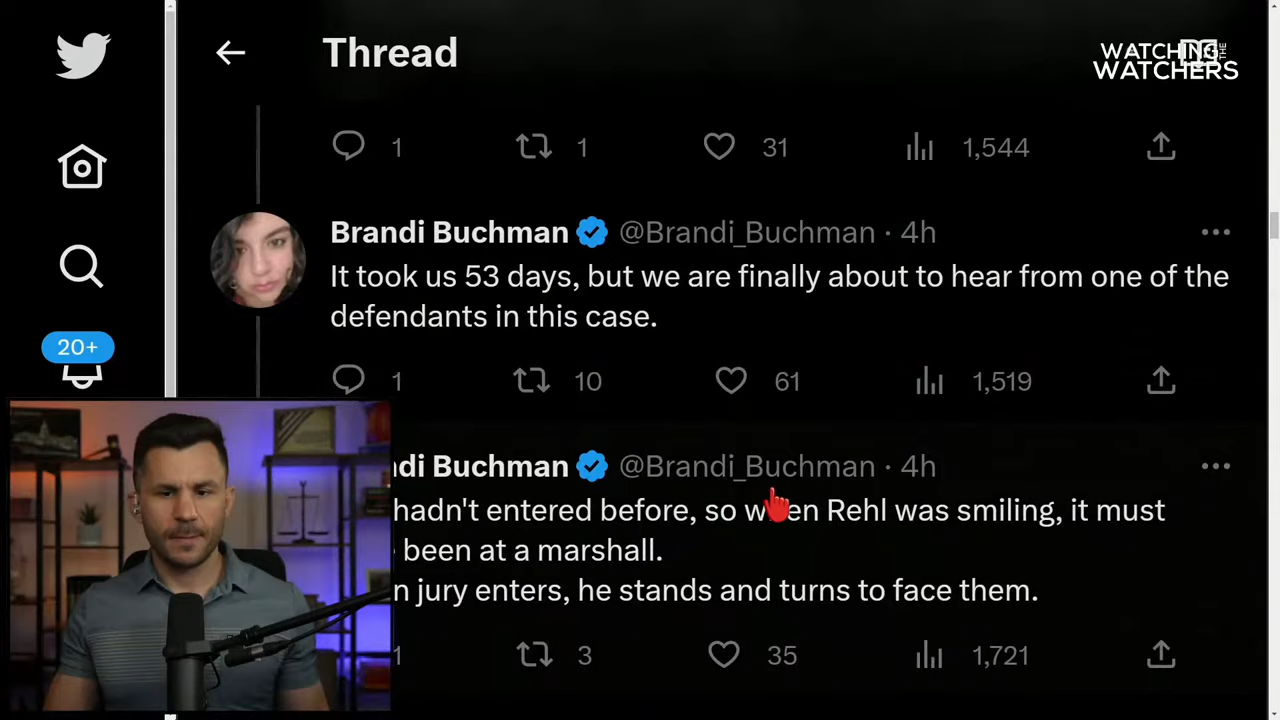 Thread
WATCHING THE
WATCHERS
1 1 31 1,544
Brandi Buchman @Brandi_Buchman · 4h
It took us 53 days, but we are finally about to hear from one of the
defendants in this case.
20+
1 10 61 1,519
di Buchman @Brandi_Buchman · 4h
hadn't entered before, so when Rehl was smiling, it must
been at a marshall.
n jury enters, he stands and turns to face them.
1 3 35 1,721